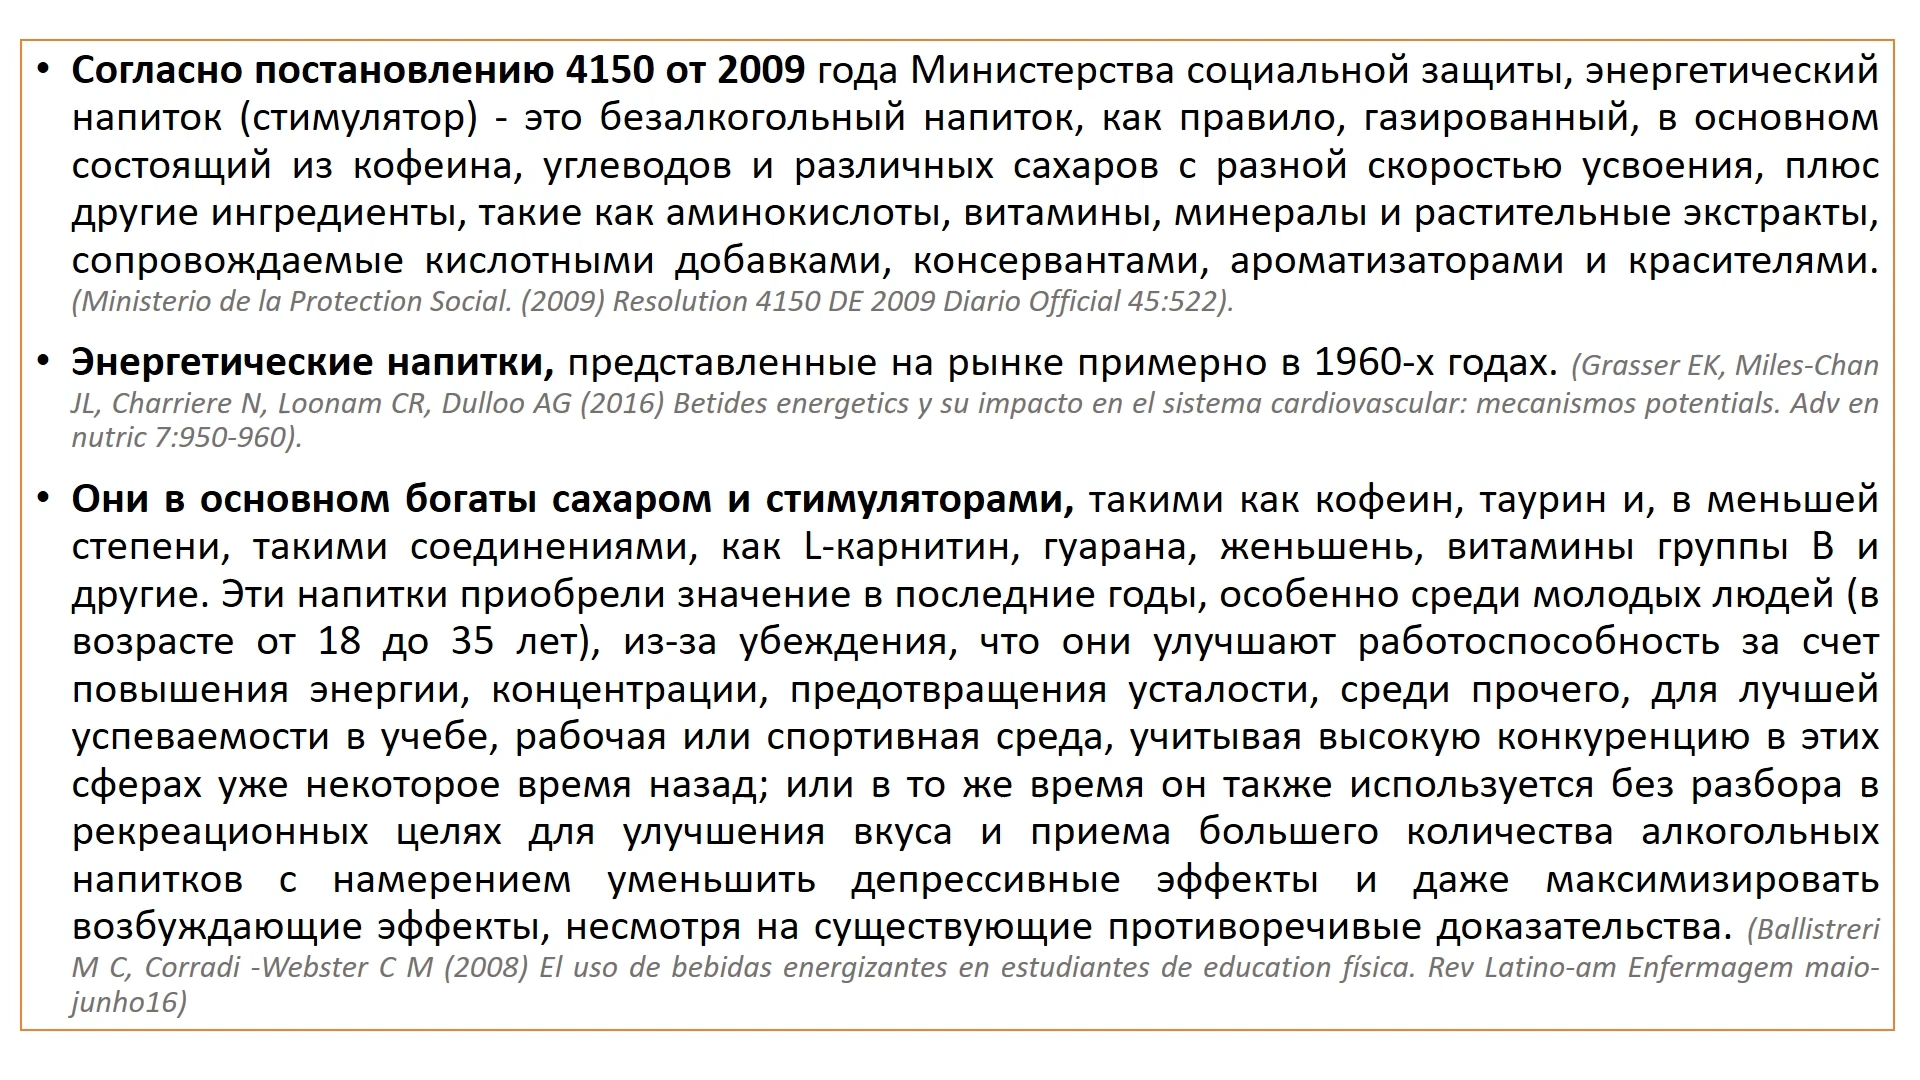 • Согласно постановлению 4150 от 2009 года Министерства социальной защиты, энергетический
напиток (стимулятор) - это безалкогольный напиток, как правило, газированный, в основном
состоящий из кофеина, углеводов и различных сахаров с разной скоростью усвоения, плюс
другие ингредиенты, такие как аминокислоты, витамины, минералы и растительные экстракты,
сопровождаемые кислотными добавками, консервантами, ароматизаторами и красителями.
(Ministerio de la Protection Social. (2009) Resolution 4150 DE 2009 Diario Official 45:522).
• Энергетические напитки, представленные на рынке примерно в 1960-х годах. (Grasser EK, Miles-Chan
JL, Charriere N, Loonam CR, Dulloo AG (2016) Betides energetics y su impacto en el sistema cardiovascular: mecanismos potentials. Adv en
nutric 7:950-960).
• Они в основном богаты сахаром и стимуляторами, такими как кофеин, таурин и, в меньшей
степени, такими соединениями, как L-карнитин, гуарана, женьшень, витамины группы B и
другие. Эти напитки приобрели значение в последние годы, особенно среди молодых людей (в
возрасте от 18 до 35 лет), из-за убеждения, что они улучшают работоспособность за счет
повышения энергии, концентрации, предотвращения усталости, среди прочего, для лучшей
успеваемости в учебе, рабочая или спортивная среда, учитывая высокую конкуренцию в этих
сферах уже некоторое время назад; или в то же время он также используется без разбора в
рекреационных целях для улучшения вкуса и приема большего количества алкогольных
напитков с намерением уменьшить депрессивные эффекты и даже максимизировать
возбуждающие эффекты, несмотря на существующие противоречивые доказательства. (Ballistreri
M C, Corradi -Webster C M (2008) El uso de bebidas energizantes en estudiantes de education física. Rev Latino-am Enfermagem maio-
junho16)